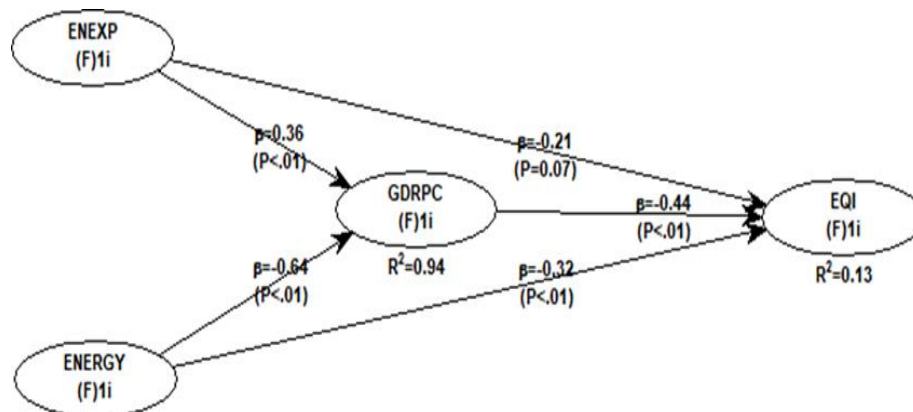 ENEXP
(F)1i
β=0.36
(P<.01)
β=-0.21
(P=0.07)
GDRPC
(F)1i
R²=0.94
β=-0.44
(P<.01)
EQI
(F)1i
R²=0.13
β=-0.64
(P<.01)
β=-0.32
(P<.01)
ENERGY
(F)1i